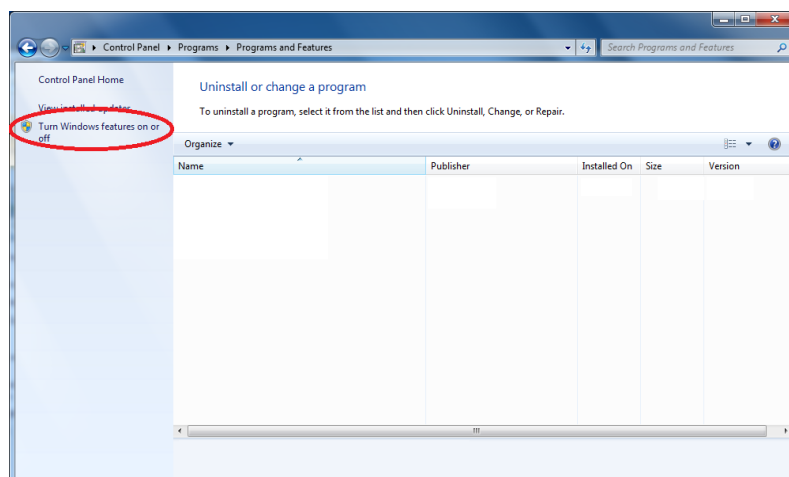 Control Panel Programs Programs and Features Search Programs and Features
Control Panel Home
View installed updates
Turn Windows features on or
off
Uninstall or change a program
To uninstall a program, select it from the list and then click Uninstall, Change, or Repair.
Organize
Name Publisher Installed On Size Version